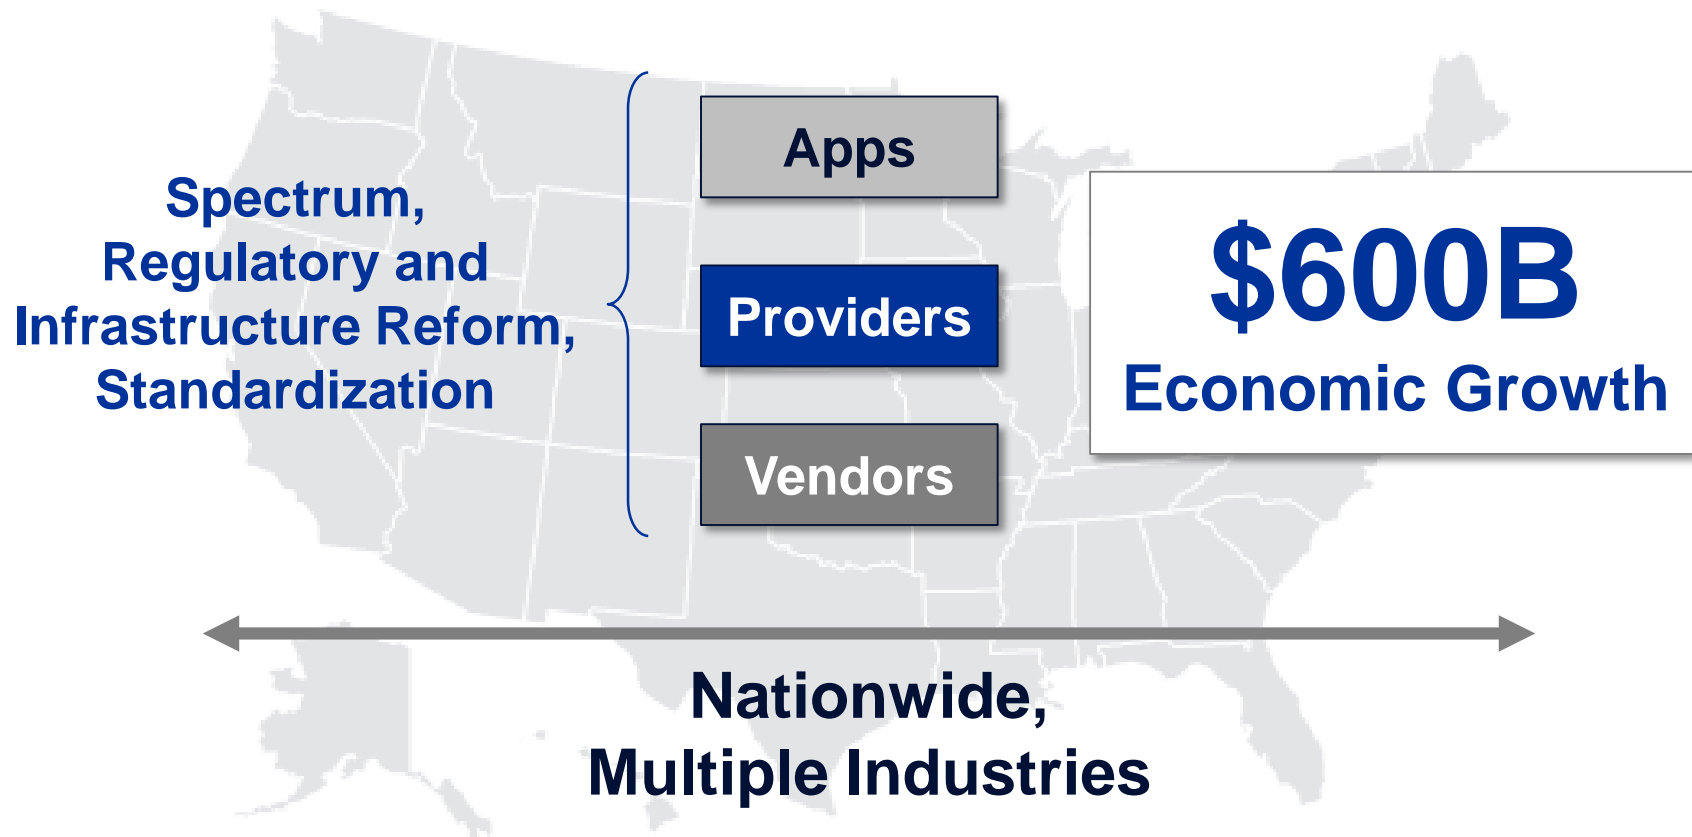 Spectrum,
Regulatory and
Infrastructure Reform,
Standardization
Apps
Providers
Vendors
$600B
Economic Growth
Nationwide,
Multiple Industries